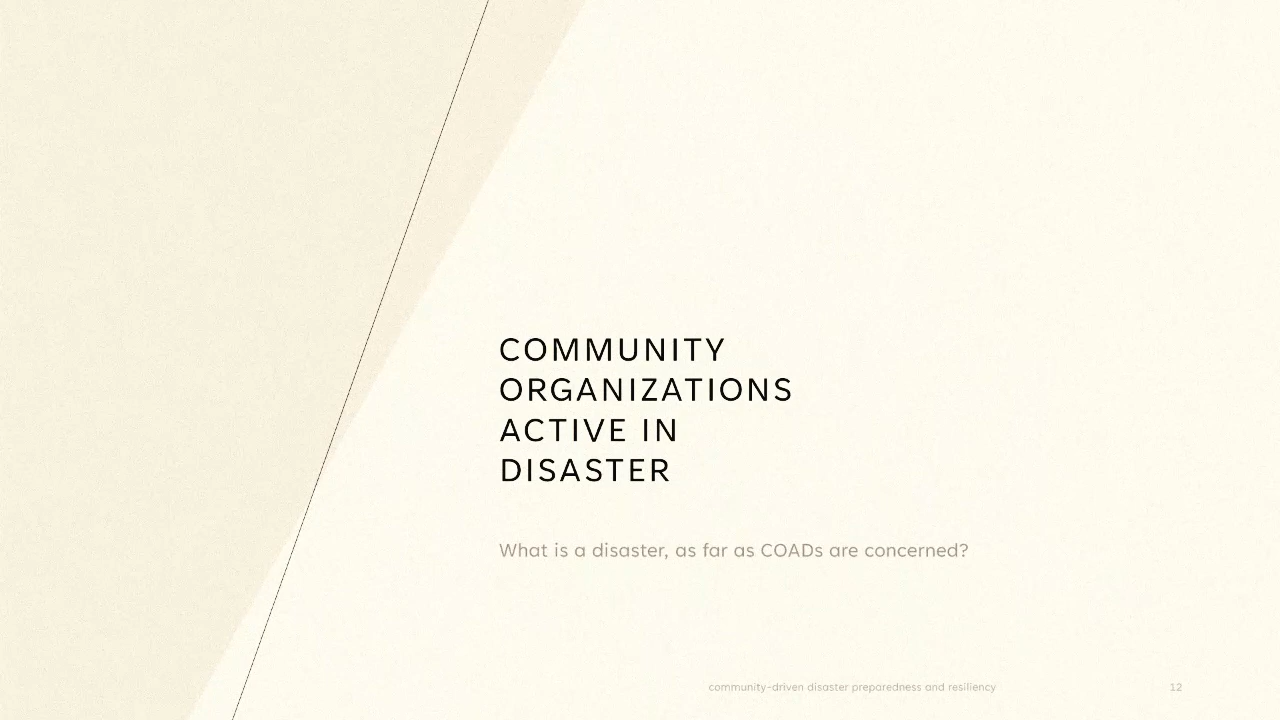 COMMUNITY
ORGANIZATIONS
ACTIVE IN
DISASTER
What is a disaster, as far as COADs are concerned?
community-driven disaster preparedness and resiliency
12